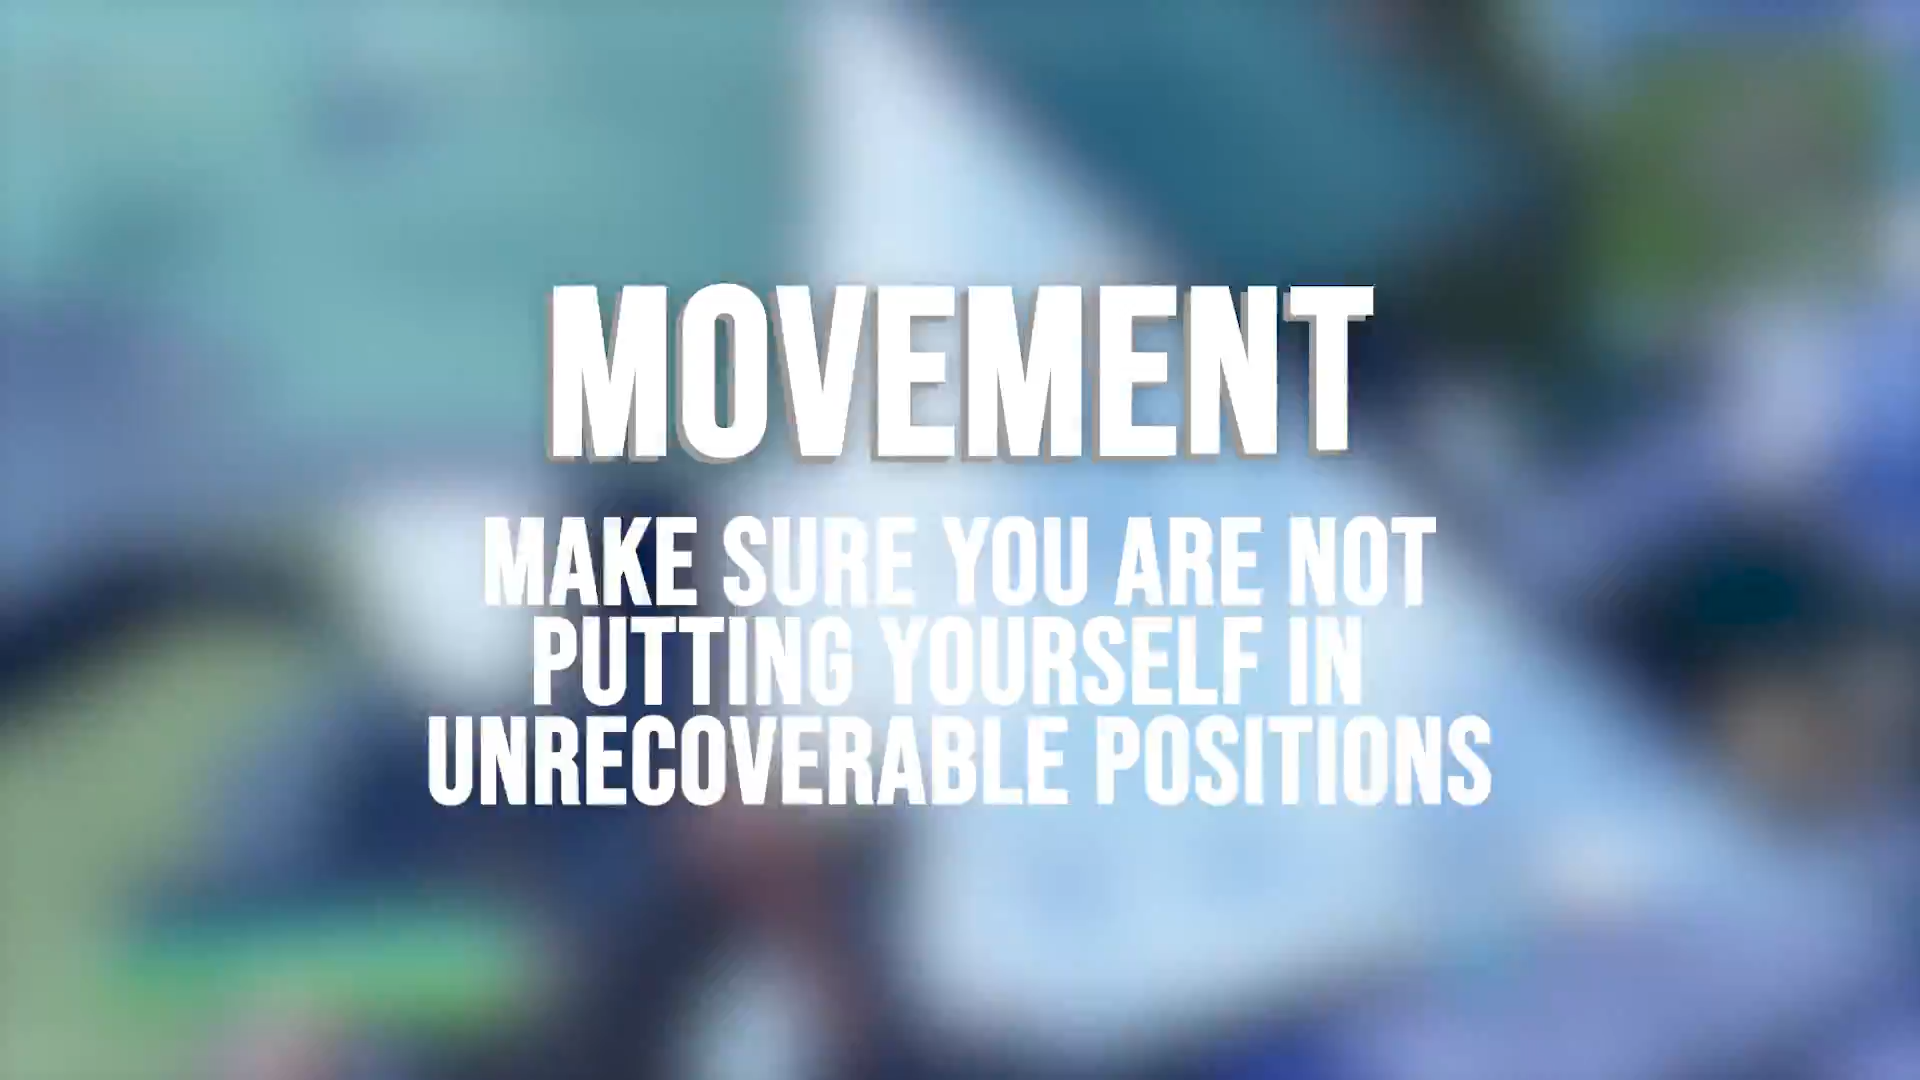 MOVEMENT
MAKE SURE YOU ARE NOT
PUTTING YOURSELF IN
UNRECOVERABLE POSITIONS